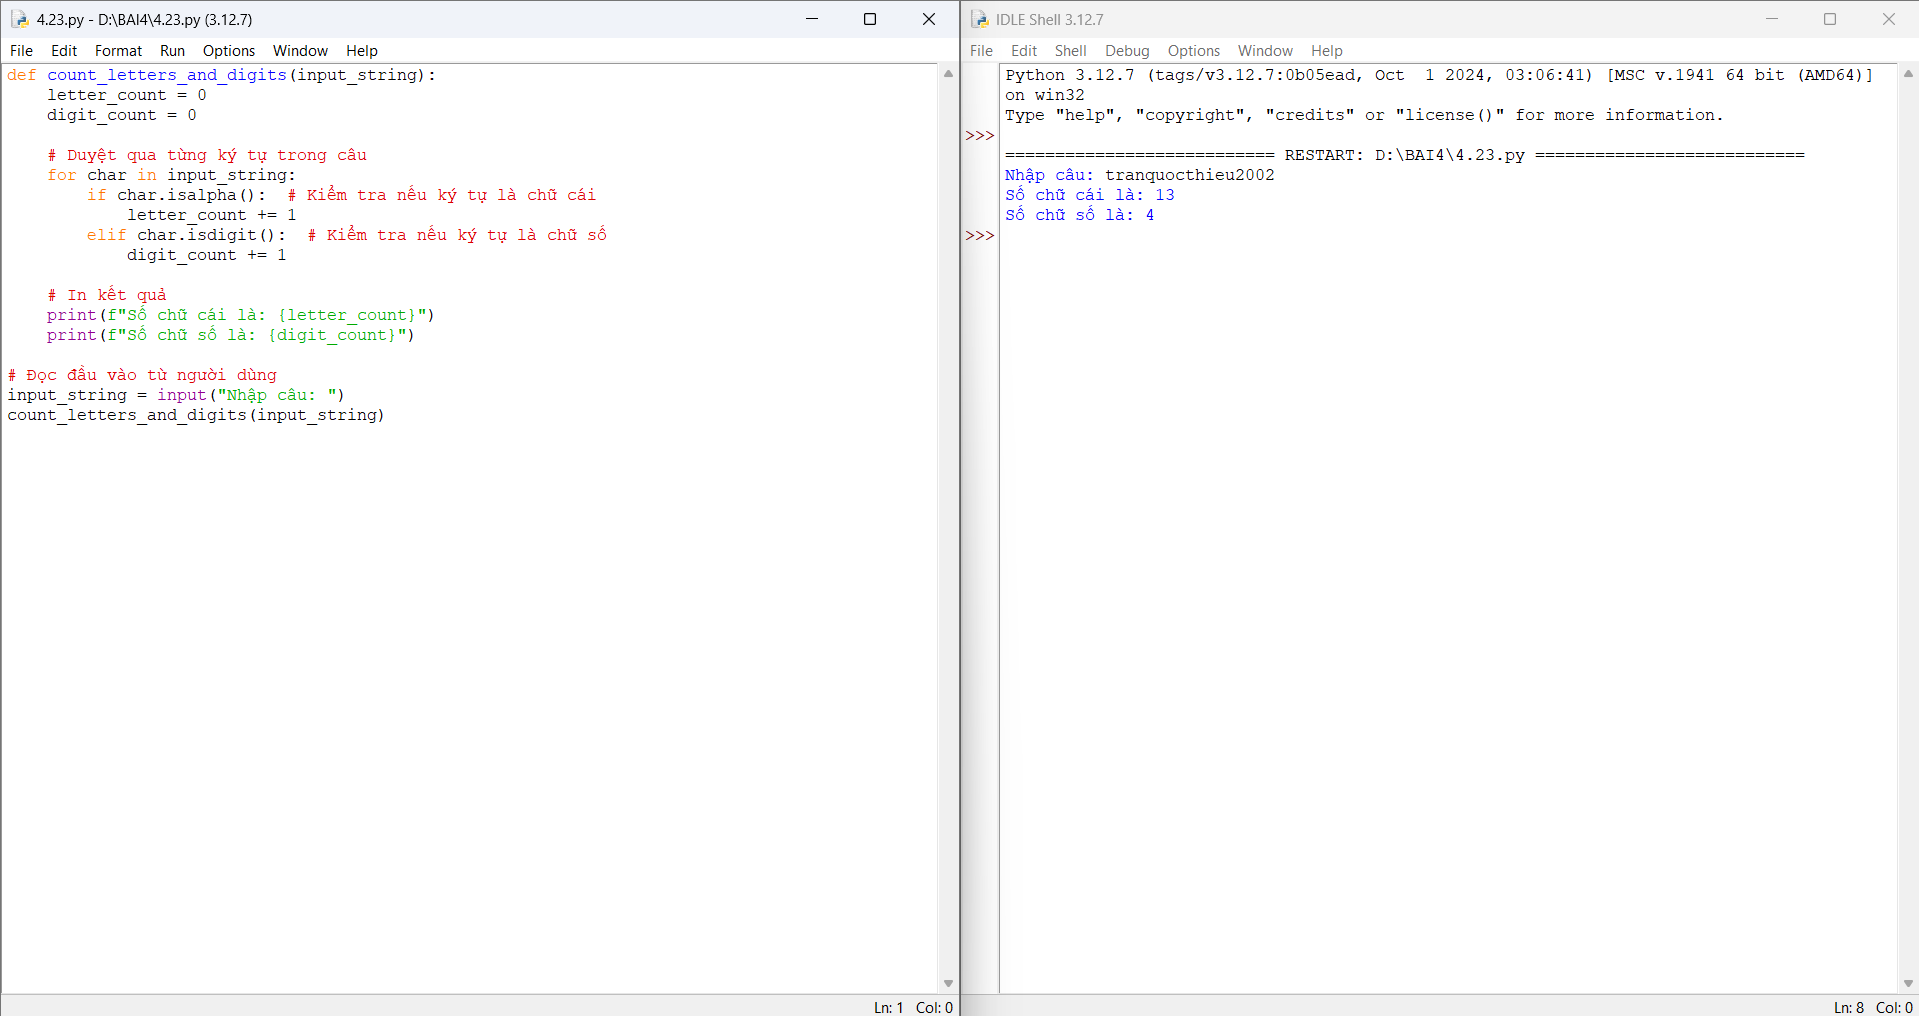 4.23.py - D:\BAI4\4.23.py (3.12.7)
File Edit Format Run Options Window Help
def count_letters_and_digits(input_string):
    letter_count = 0
    digit_count = 0

    # Duyệt qua từng ký tự trong câu
    for char in input_string:
        if char.isalpha():  # Kiểm tra nếu ký tự là chữ cái
            letter_count += 1
        elif char.isdigit():  # Kiểm tra nếu ký tự là chữ số
            digit_count += 1

    # In kết quả
    print(f"Số chữ cái là: {letter_count}")
    print(f"Số chữ số là: {digit_count}")

# Đọc đầu vào từ người dùng
input_string = input("Nhập câu: ")
count_letters_and_digits(input_string)
Ln: 1 Col: 0
IDLE Shell 3.12.7
File Edit Shell Debug Options Window Help
Python 3.12.7 (tags/v3.12.7:0b05ead, Oct  1 2024, 03:06:41) [MSC v.1941 64 bit (AMD64)]
on win32
Type "help", "copyright", "credits" or "license()" for more information.
>>>
=========================== RESTART: D:\BAI4\4.23.py ===========================
Nhập câu: tranquocthieu2002
Số chữ cái là: 13
Số chữ số là: 4
>>>
Ln: 8 Col: 0